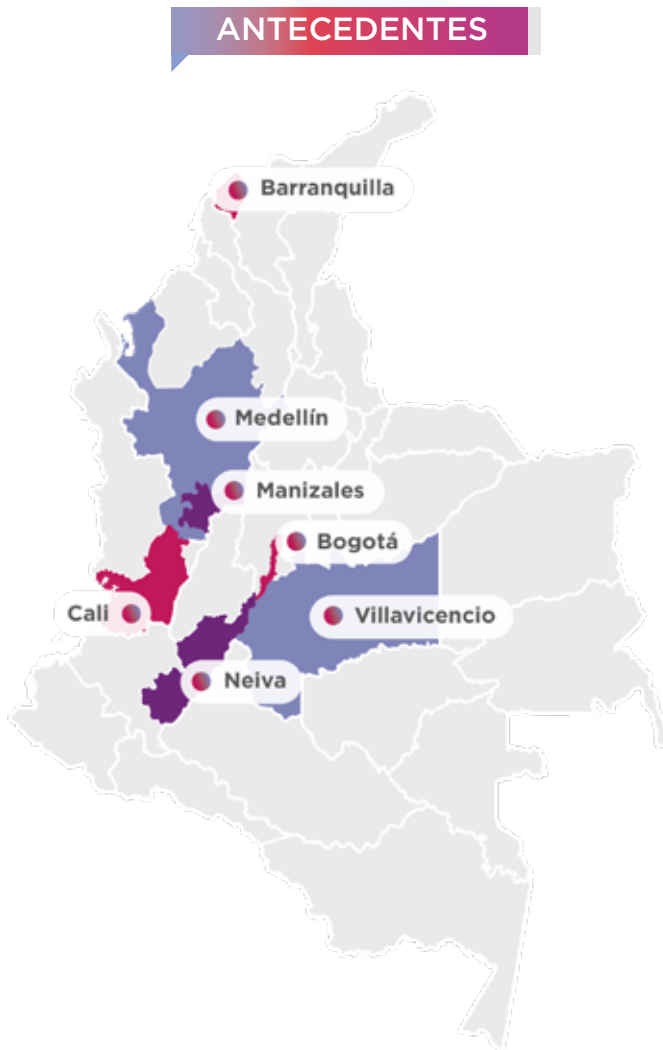 ANTECEDENTES
Barranquilla
Medellín
Manizales
Bogotá
Cali
Villavicencio
Neiva